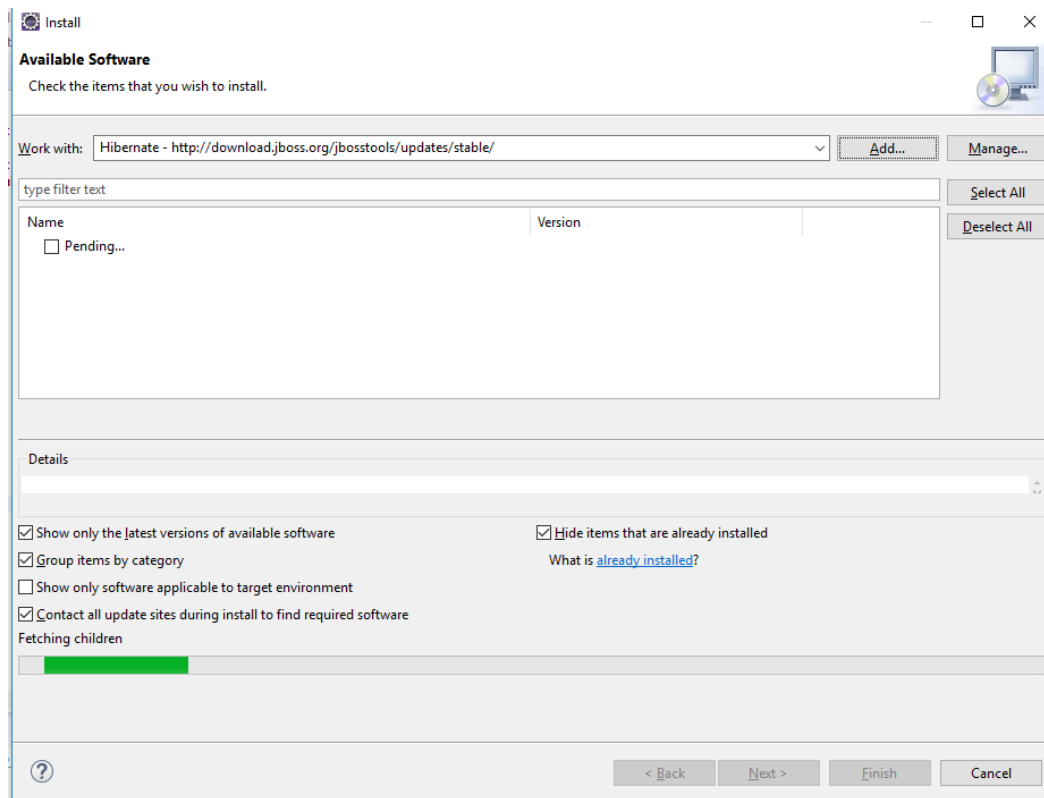 Install
Available Software
Check the items that you wish to install.
Work with: Hibernate - http://download.jboss.org/jbosstools/updates/stable/ Add... Manage...
type filter text Select All
Name Version Deselect All
Pending...
Details
Show only the latest versions of available software Hide items that are already installed
Group items by category What is already installed?
Show only software applicable to target environment
Contact all update sites during install to find required software
Fetching children
? < Back Next > Finish Cancel